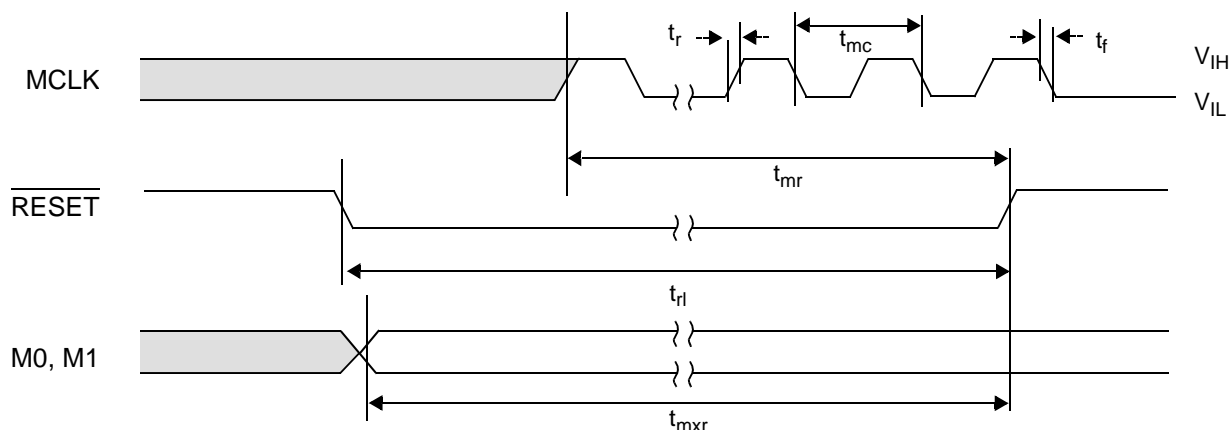 t_r
t_mc
t_f
MCLK
V_IH
V_IL
t_mr
RESET
t_rl
M0, M1
t_mxr